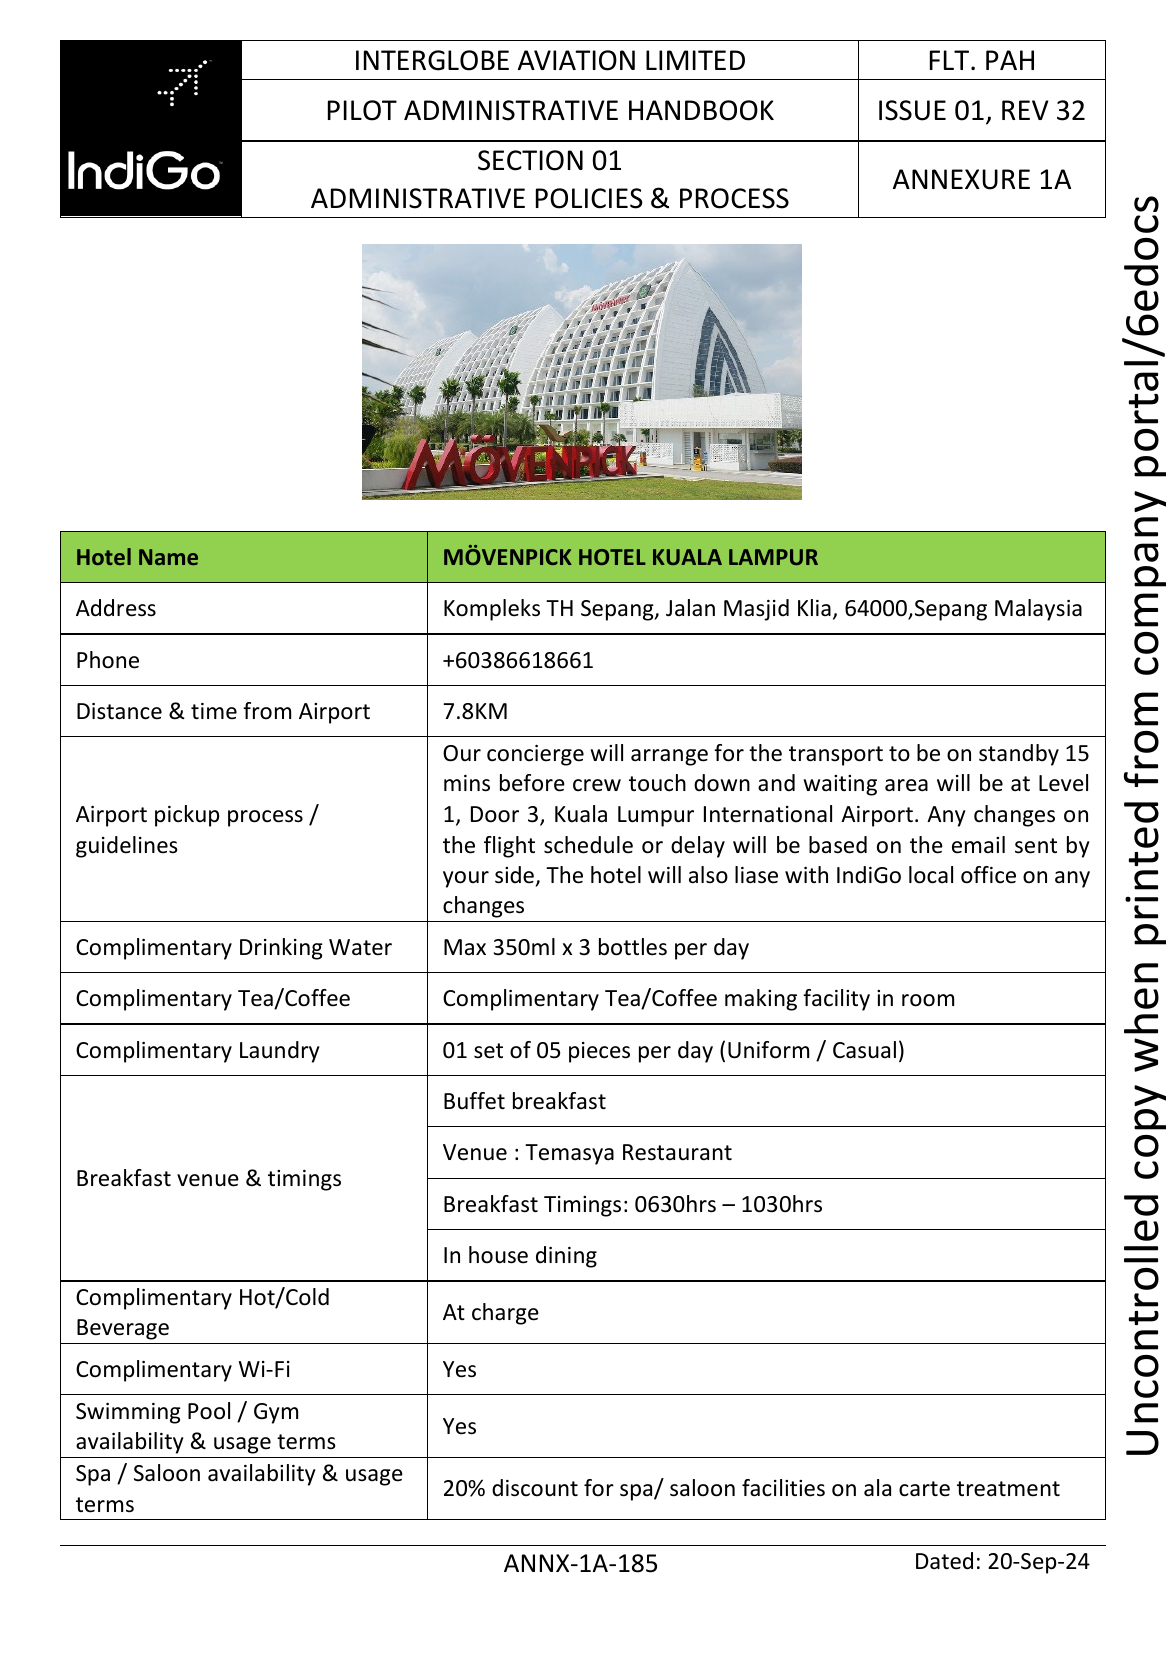 INTERGLOBE AVIATION LIMITED
FLT. PAH
PILOT ADMINISTRATIVE HANDBOOK
ISSUE 01, REV 32
IndiGo
SECTION 01
ADMINISTRATIVE POLICIES & PROCESS
ANNEXURE 1A
MÖVENPICK
MÖVENPICK
Hotel Name
MÖVENPICK HOTEL KUALA LAMPUR
Address
Kompleks TH Sepang, Jalan Masjid Klia, 64000,Sepang Malaysia
Phone
+60386618661
Distance & time from Airport
7.8KM
Airport pickup process /
guidelines
Our concierge will arrange for the transport to be on standby 15
mins before crew touch down and waiting area will be at Level
1, Door 3, Kuala Lumpur International Airport. Any changes on
the flight schedule or delay will be based on the email sent by
your side, The hotel will also liase with IndiGo local office on any
changes
Complimentary Drinking Water
Max 350ml x 3 bottles per day
Complimentary Tea/Coffee
Complimentary Tea/Coffee making facility in room
Complimentary Laundry
01 set of 05 pieces per day (Uniform / Casual)
Breakfast venue & timings
Buffet breakfast
Venue : Temasya Restaurant
Breakfast Timings: 0630hrs – 1030hrs
In house dining
Complimentary Hot/Cold
Beverage
At charge
Complimentary Wi-Fi
Yes
Swimming Pool / Gym
availability & usage terms
Yes
Spa / Saloon availability & usage
terms
20% discount for spa/ saloon facilities on ala carte treatment
ANNX-1A-185
Dated: 20-Sep-24
Uncontrolled copy when printed from company portal/6edocs